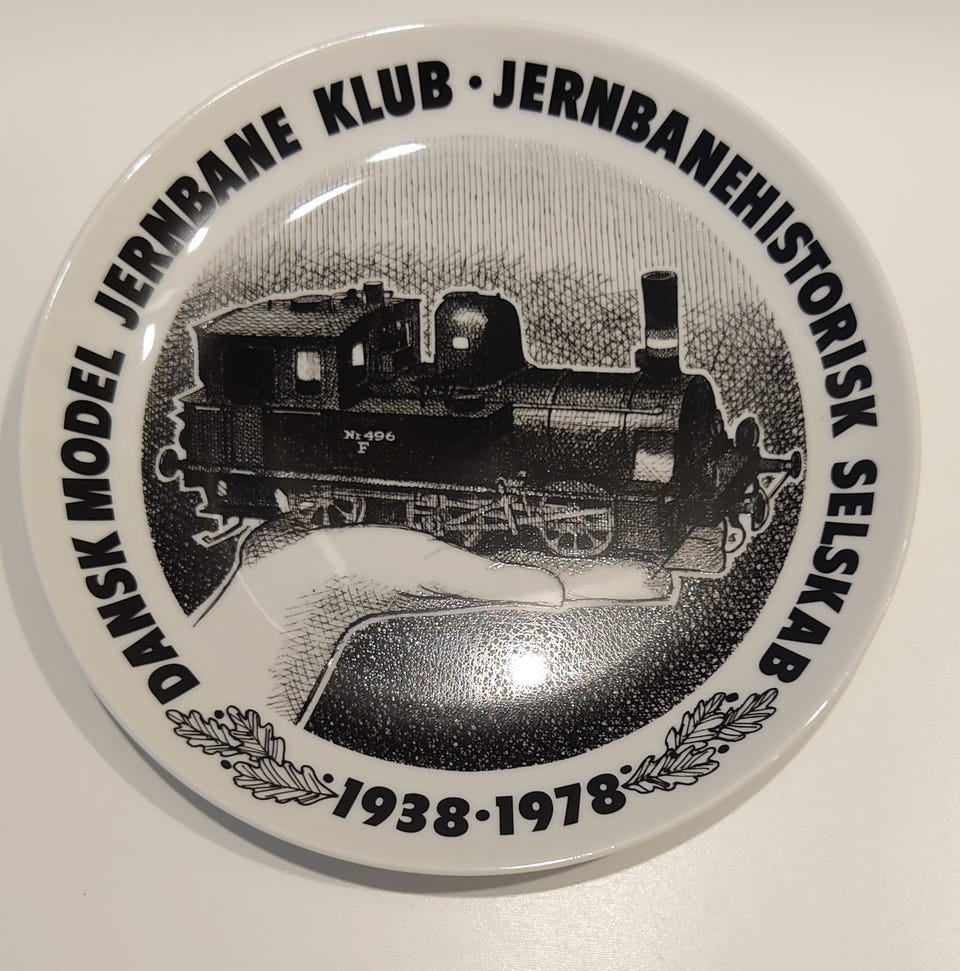 DANSK MODEL JERNBANE KLUB · JERNBANEHISTORISK SELSKAB
Nr 496
F
1938 · 1978